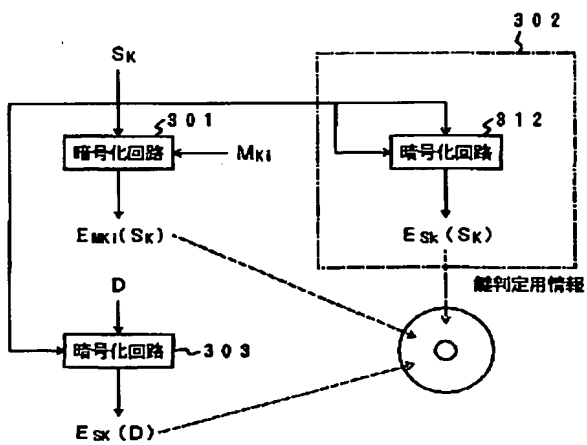 302
SK
301
312
暗号化回路
MKi
暗号化回路
EMKi(SK)
ESk(SK)
D
鍵判定用情報
暗号化回路
303
ESK(D)